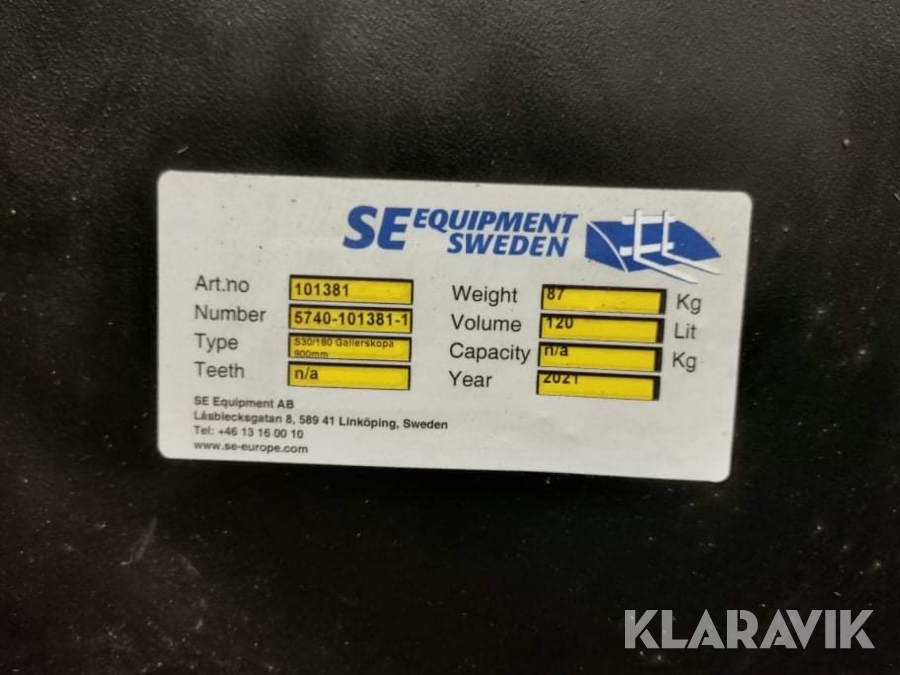 SE EQUIPMENT
SWEDEN
Art.no 101381
Number 5740-101381-1
Type S30/180 Gallerskopa
900mm
Teeth n/a
Weight 87 Kg
Volume 120 Lit
Capacity n/a Kg
Year 2021
SE Equipment AB
Låsblecksgatan 8, 589 41 Linköping, Sweden
Tel: +46 13 16 00 10
www.se-europe.com
KLARAVIK